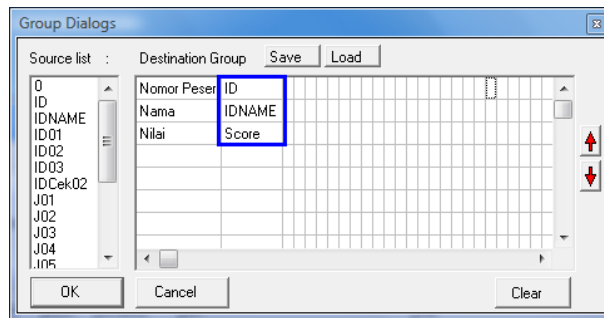 Group Dialogs
Source list : Destination Group Save Load
0
ID
IDNAME
ID01
ID02
ID03
IDCek02
J01
J02
J03
J04
J05
Nomor Peser ID
Nama IDNAME
Nilai Score
OK Cancel Clear